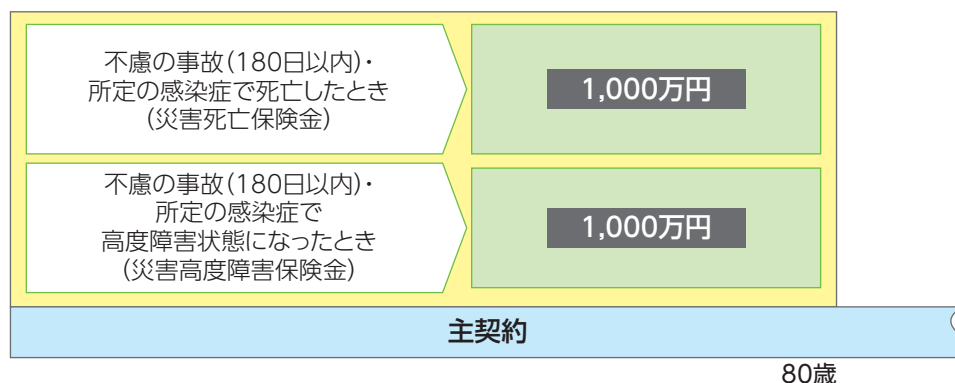 不慮の事故(180日以内)・
所定の感染症で死亡したとき
(災害死亡保険金)
1,000万円
不慮の事故(180日以内)・
所定の感染症で
高度障害状態になったとき
(災害高度障害保険金)
1,000万円
主契約
80歳